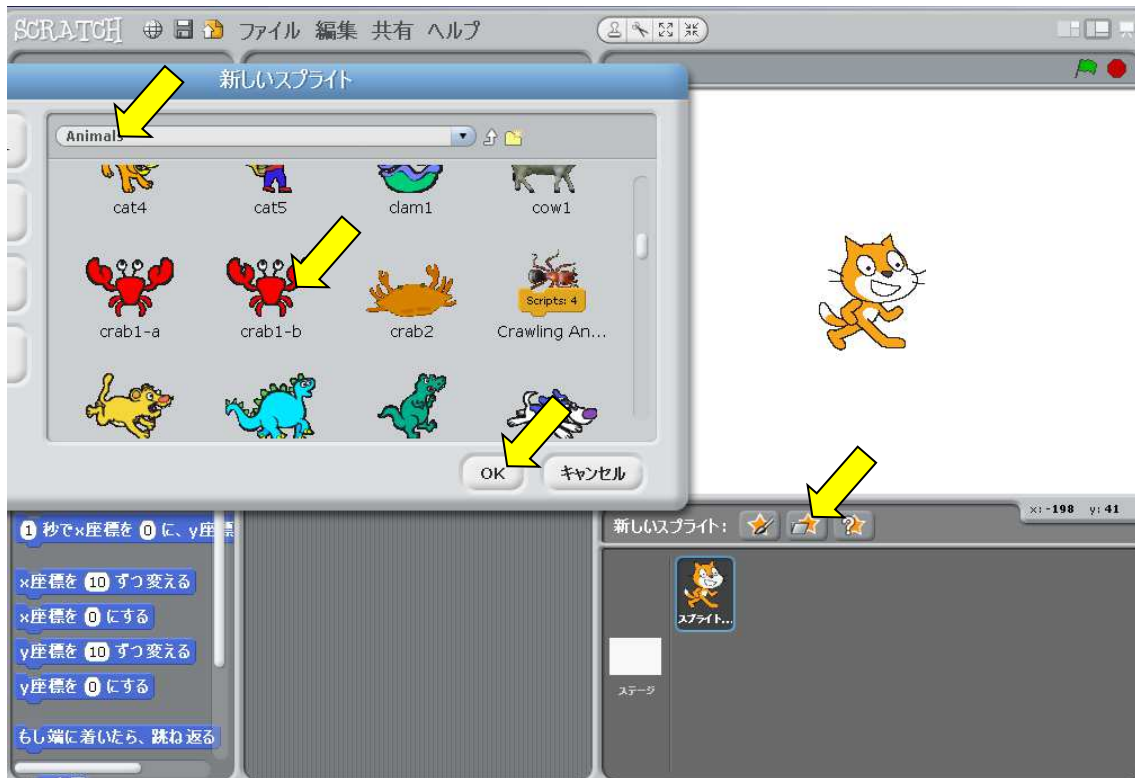 SCRATCH ファイル 編集 共有 ヘルプ
新しいスプライト
Animals
cat4 cat5 clam1 cow1
Scripts: 4
crab1-a crab1-b crab2 Crawling An...
OK キャンセル
x: -198 y: 41
新しいスプライト:
1 秒でx座標を 0 に、y座標
x座標を 10 ずつ変える
x座標を 0 にする
y座標を 10 ずつ変える
y座標を 0 にする
もし端に着いたら、跳ね返る
スプライト...
ステージ